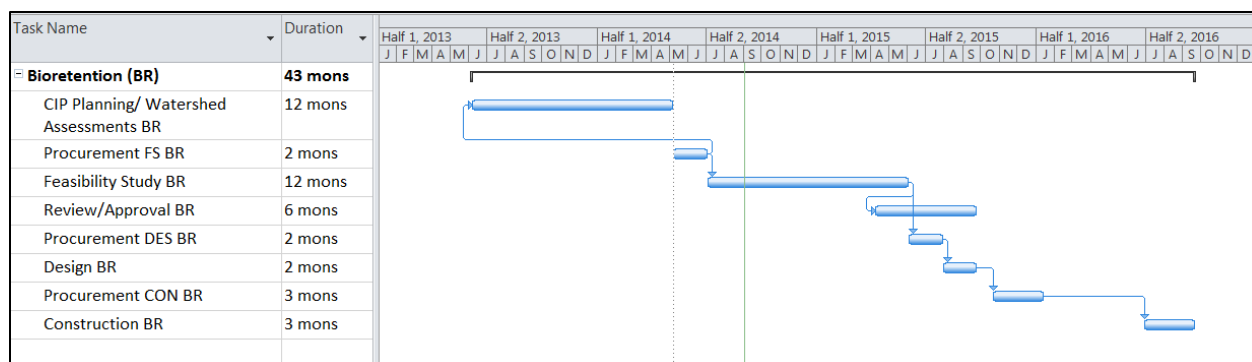 Task Name Duration Half 1, 2013 Half 2, 2013 Half 1, 2014 Half 2, 2014 Half 1, 2015 Half 2, 2015 Half 1, 2016 Half 2, 2016
J F M A M J J A S O N D J F M A M J J A S O N D J F M A M J J A S O N D J F M A M J J A S O N D
Bioretention (BR) 43 mons
CIP Planning/ Watershed 12 mons
Assessments BR
Procurement FS BR 2 mons
Feasibility Study BR 12 mons
Review/Approval BR 6 mons
Procurement DES BR 2 mons
Design BR 2 mons
Procurement CON BR 3 mons
Construction BR 3 mons